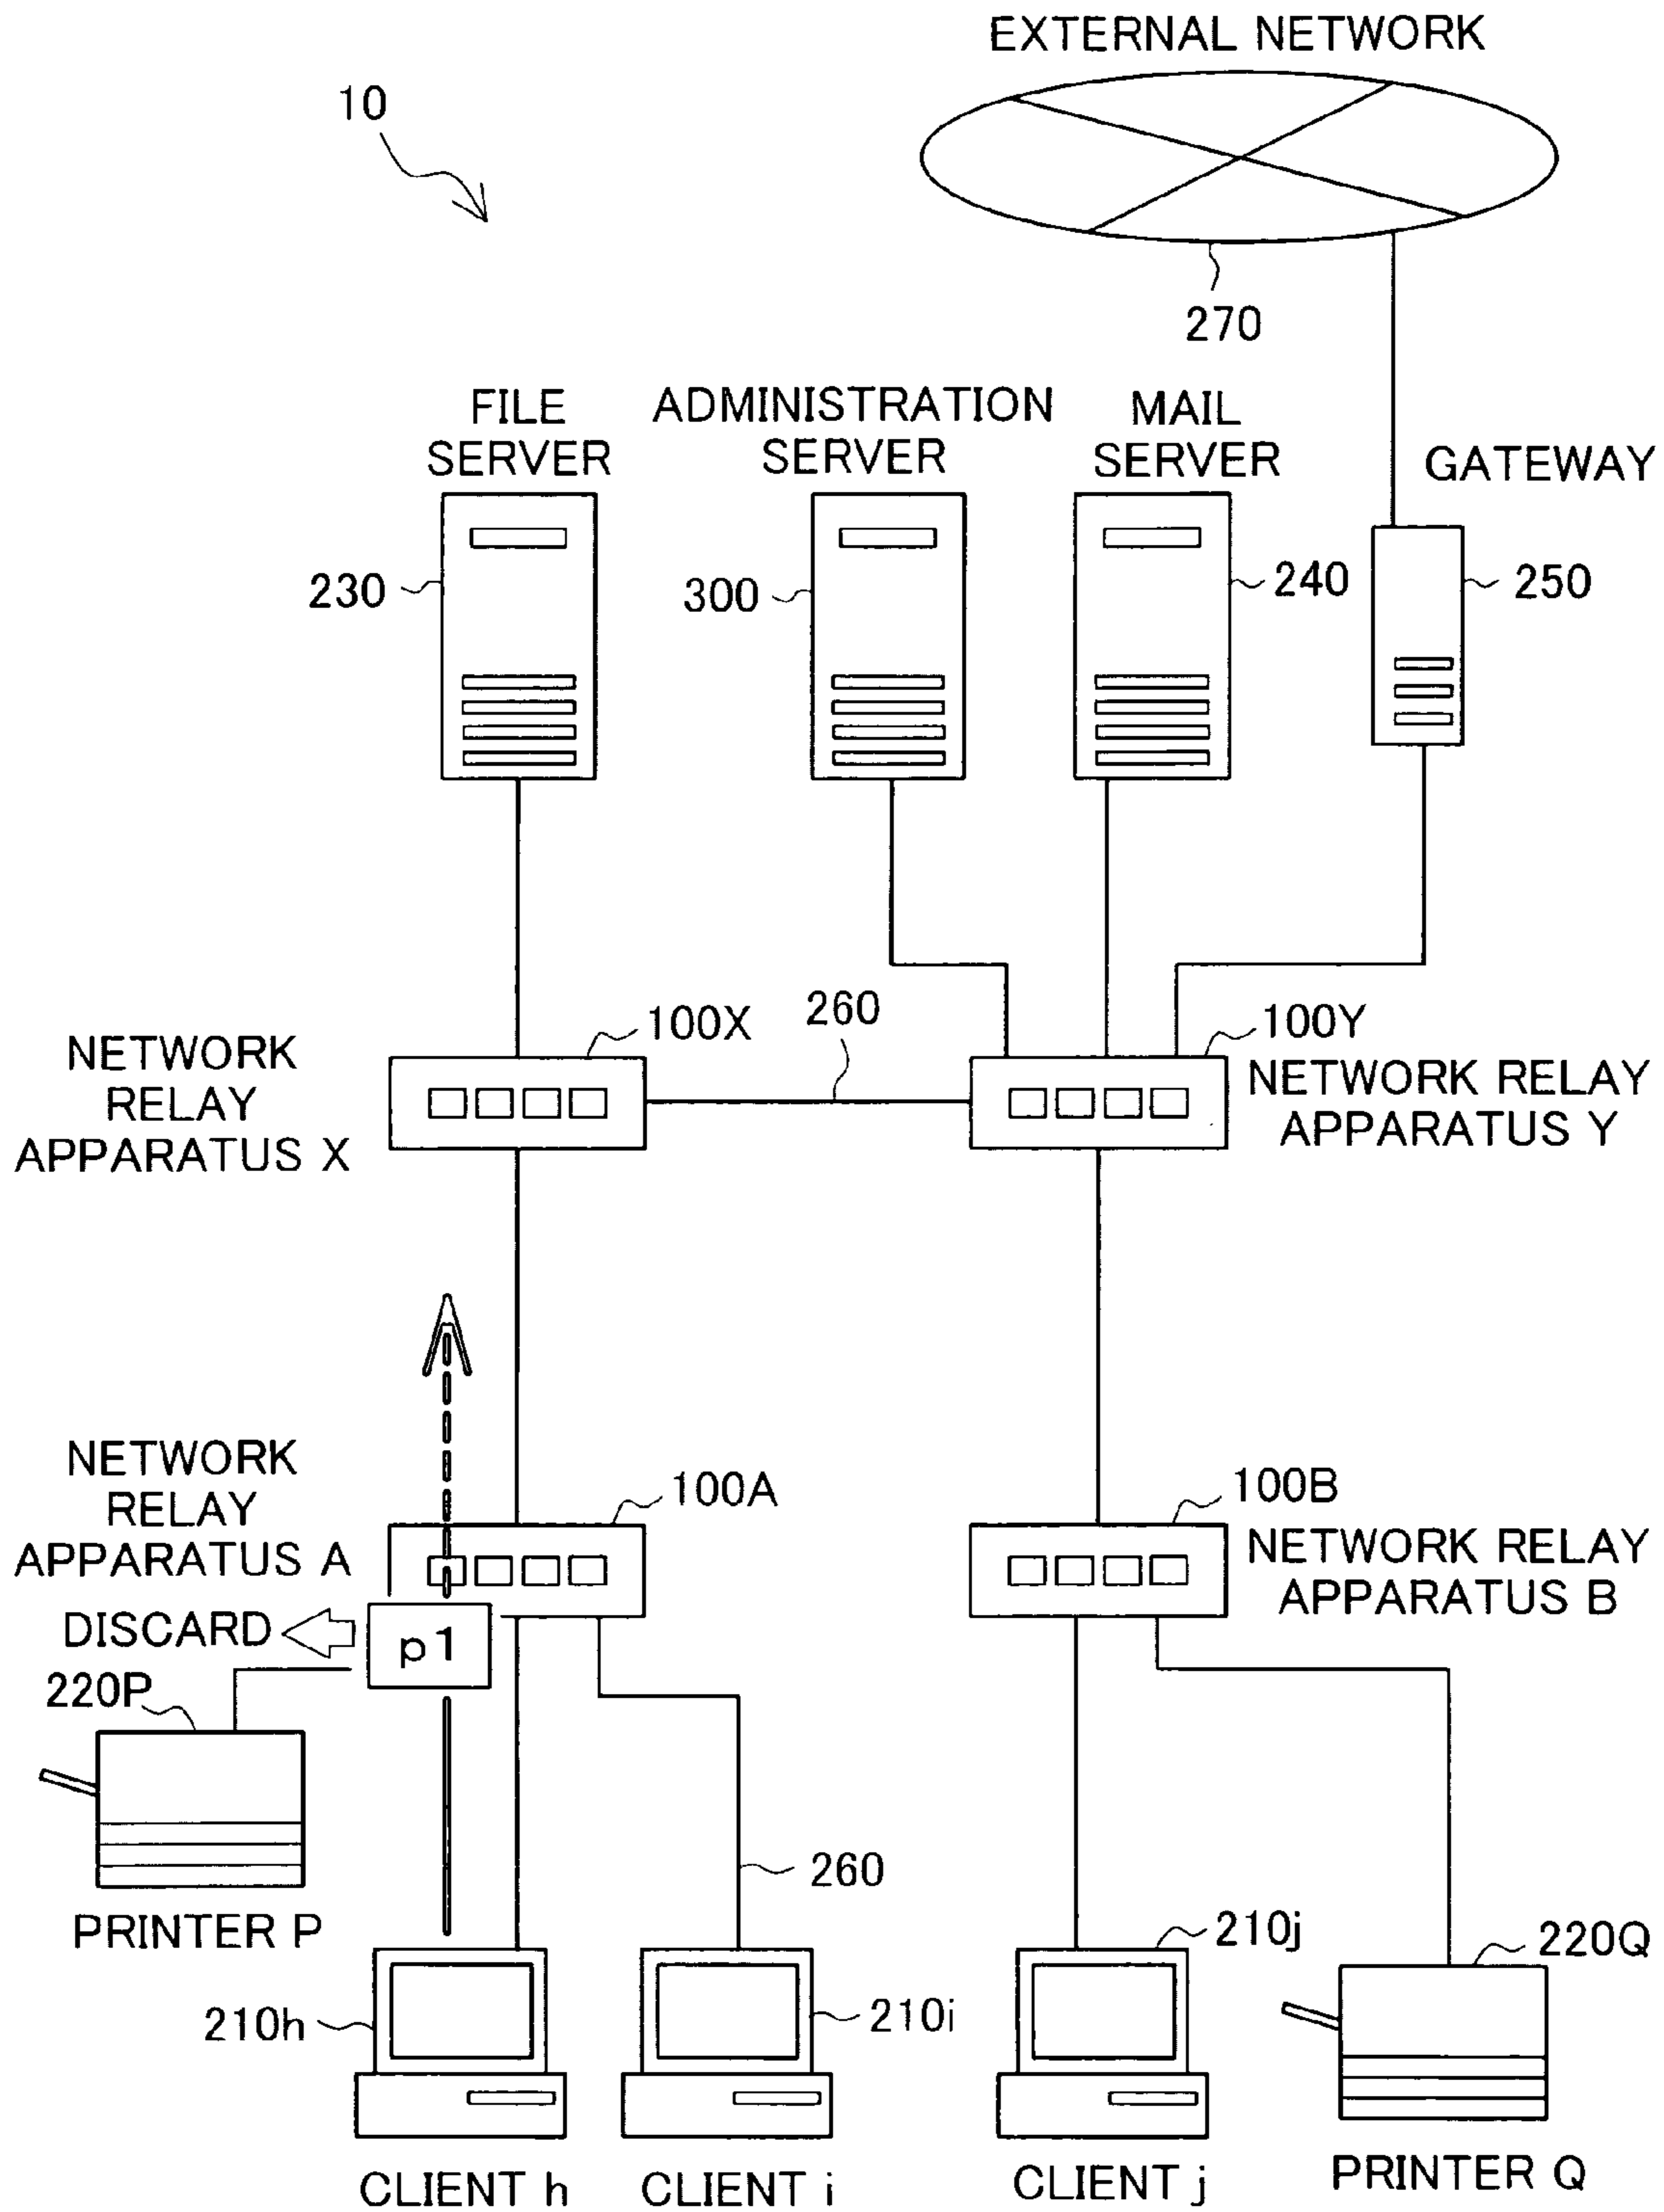 EXTERNAL NETWORK
10
270
FILE
SERVER
ADMINISTRATION
SERVER
MAIL
SERVER
GATEWAY
230
300
240
250
100X
260
100Y
NETWORK
RELAY
APPARATUS X
NETWORK RELAY
APPARATUS Y
NETWORK
RELAY
APPARATUS A
100A
100B
NETWORK RELAY
APPARATUS B
DISCARD
p1
220P
PRINTER P
260
210h
210i
210j
220Q
CLIENT h
CLIENT i
CLIENT j
PRINTER Q